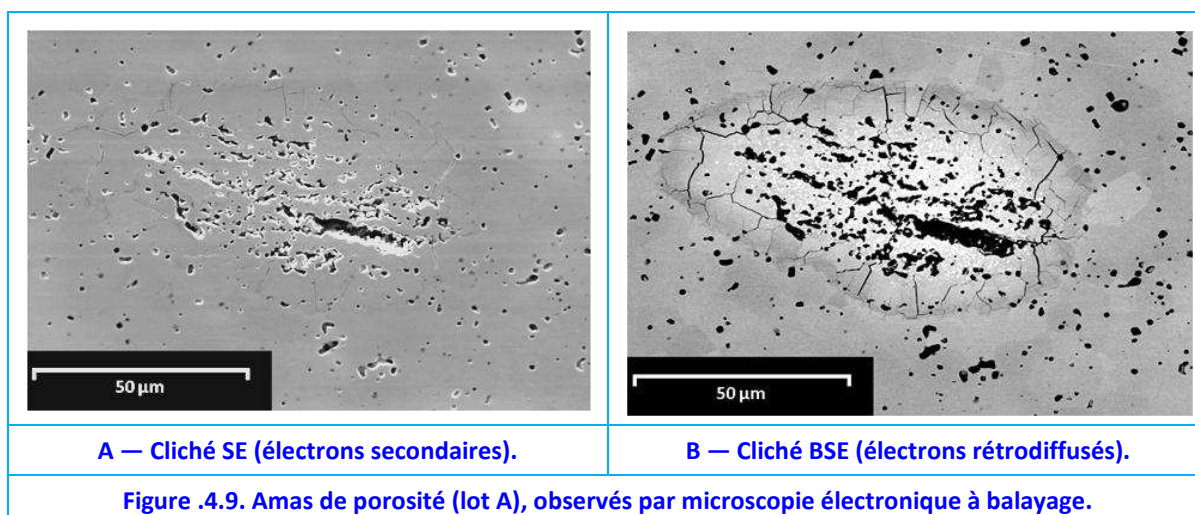 50 µm
50 µm
A — Cliché SE (électrons secondaires).
B — Cliché BSE (électrons rétrodiffusés).
Figure .4.9. Amas de porosité (lot A), observés par microscopie électronique à balayage.